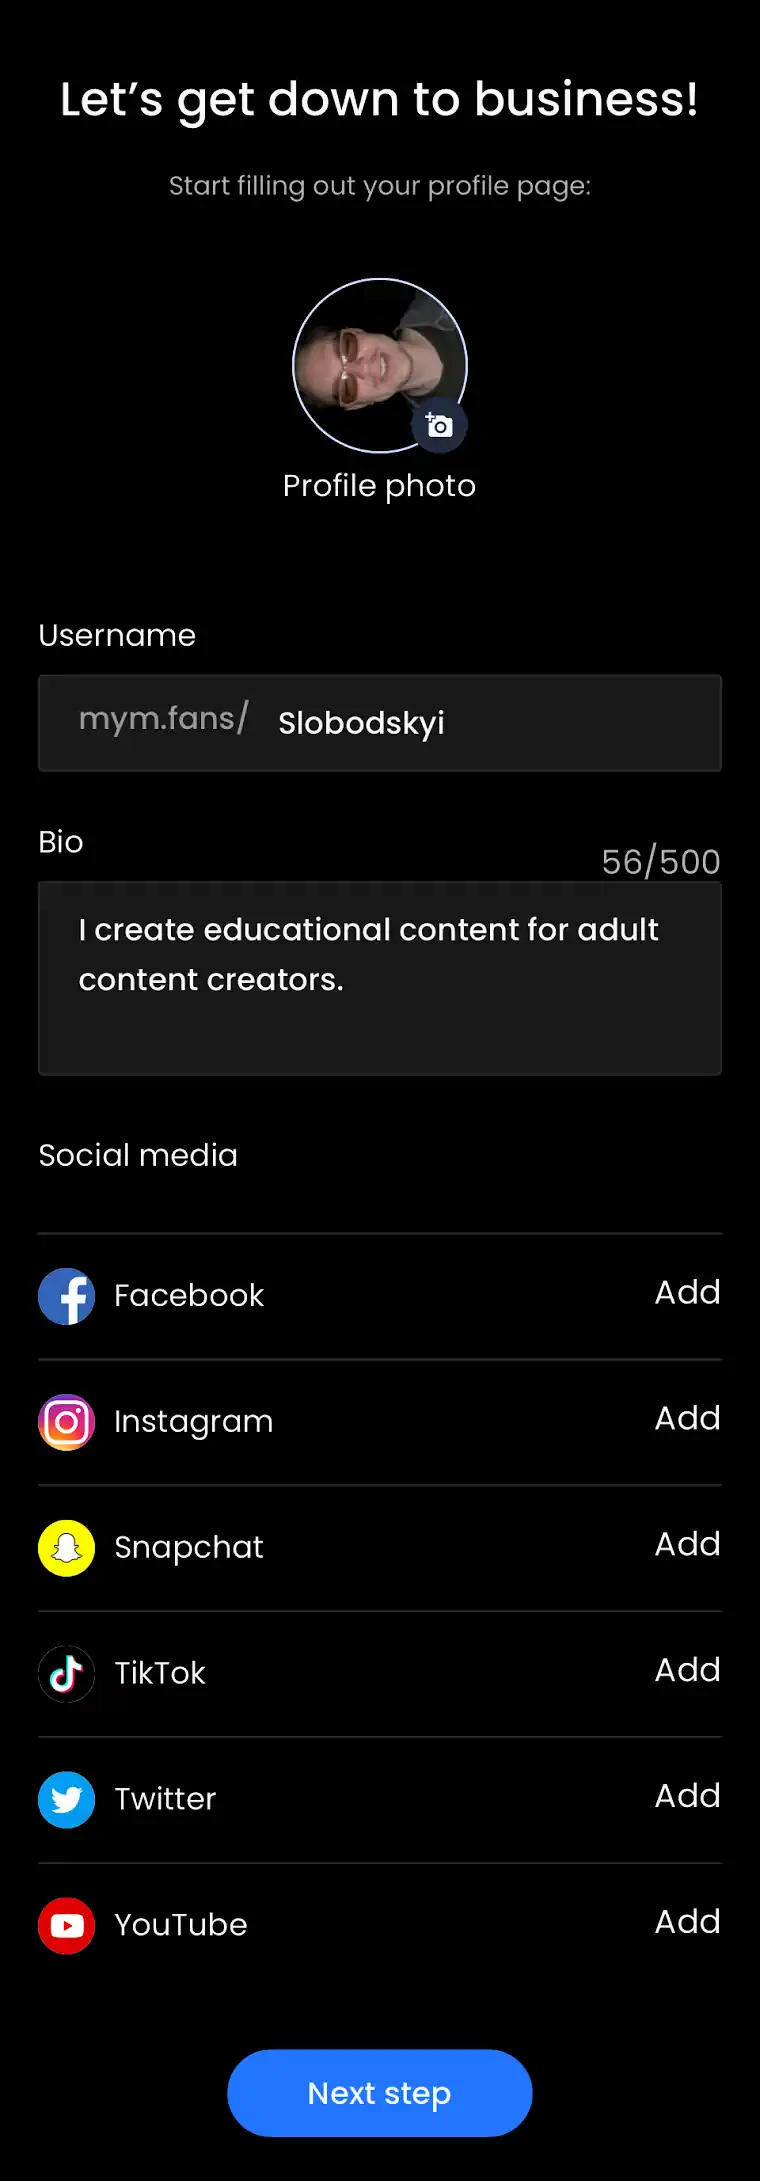 Let’s get down to business!
Start filling out your profile page:
Profile photo
Username
mym.fans/ Slobodskyi
Bio
56/500
I create educational content for adult
content creators.
Social media
Facebook Add
Instagram Add
Snapchat Add
TikTok Add
Twitter Add
YouTube Add
Next step